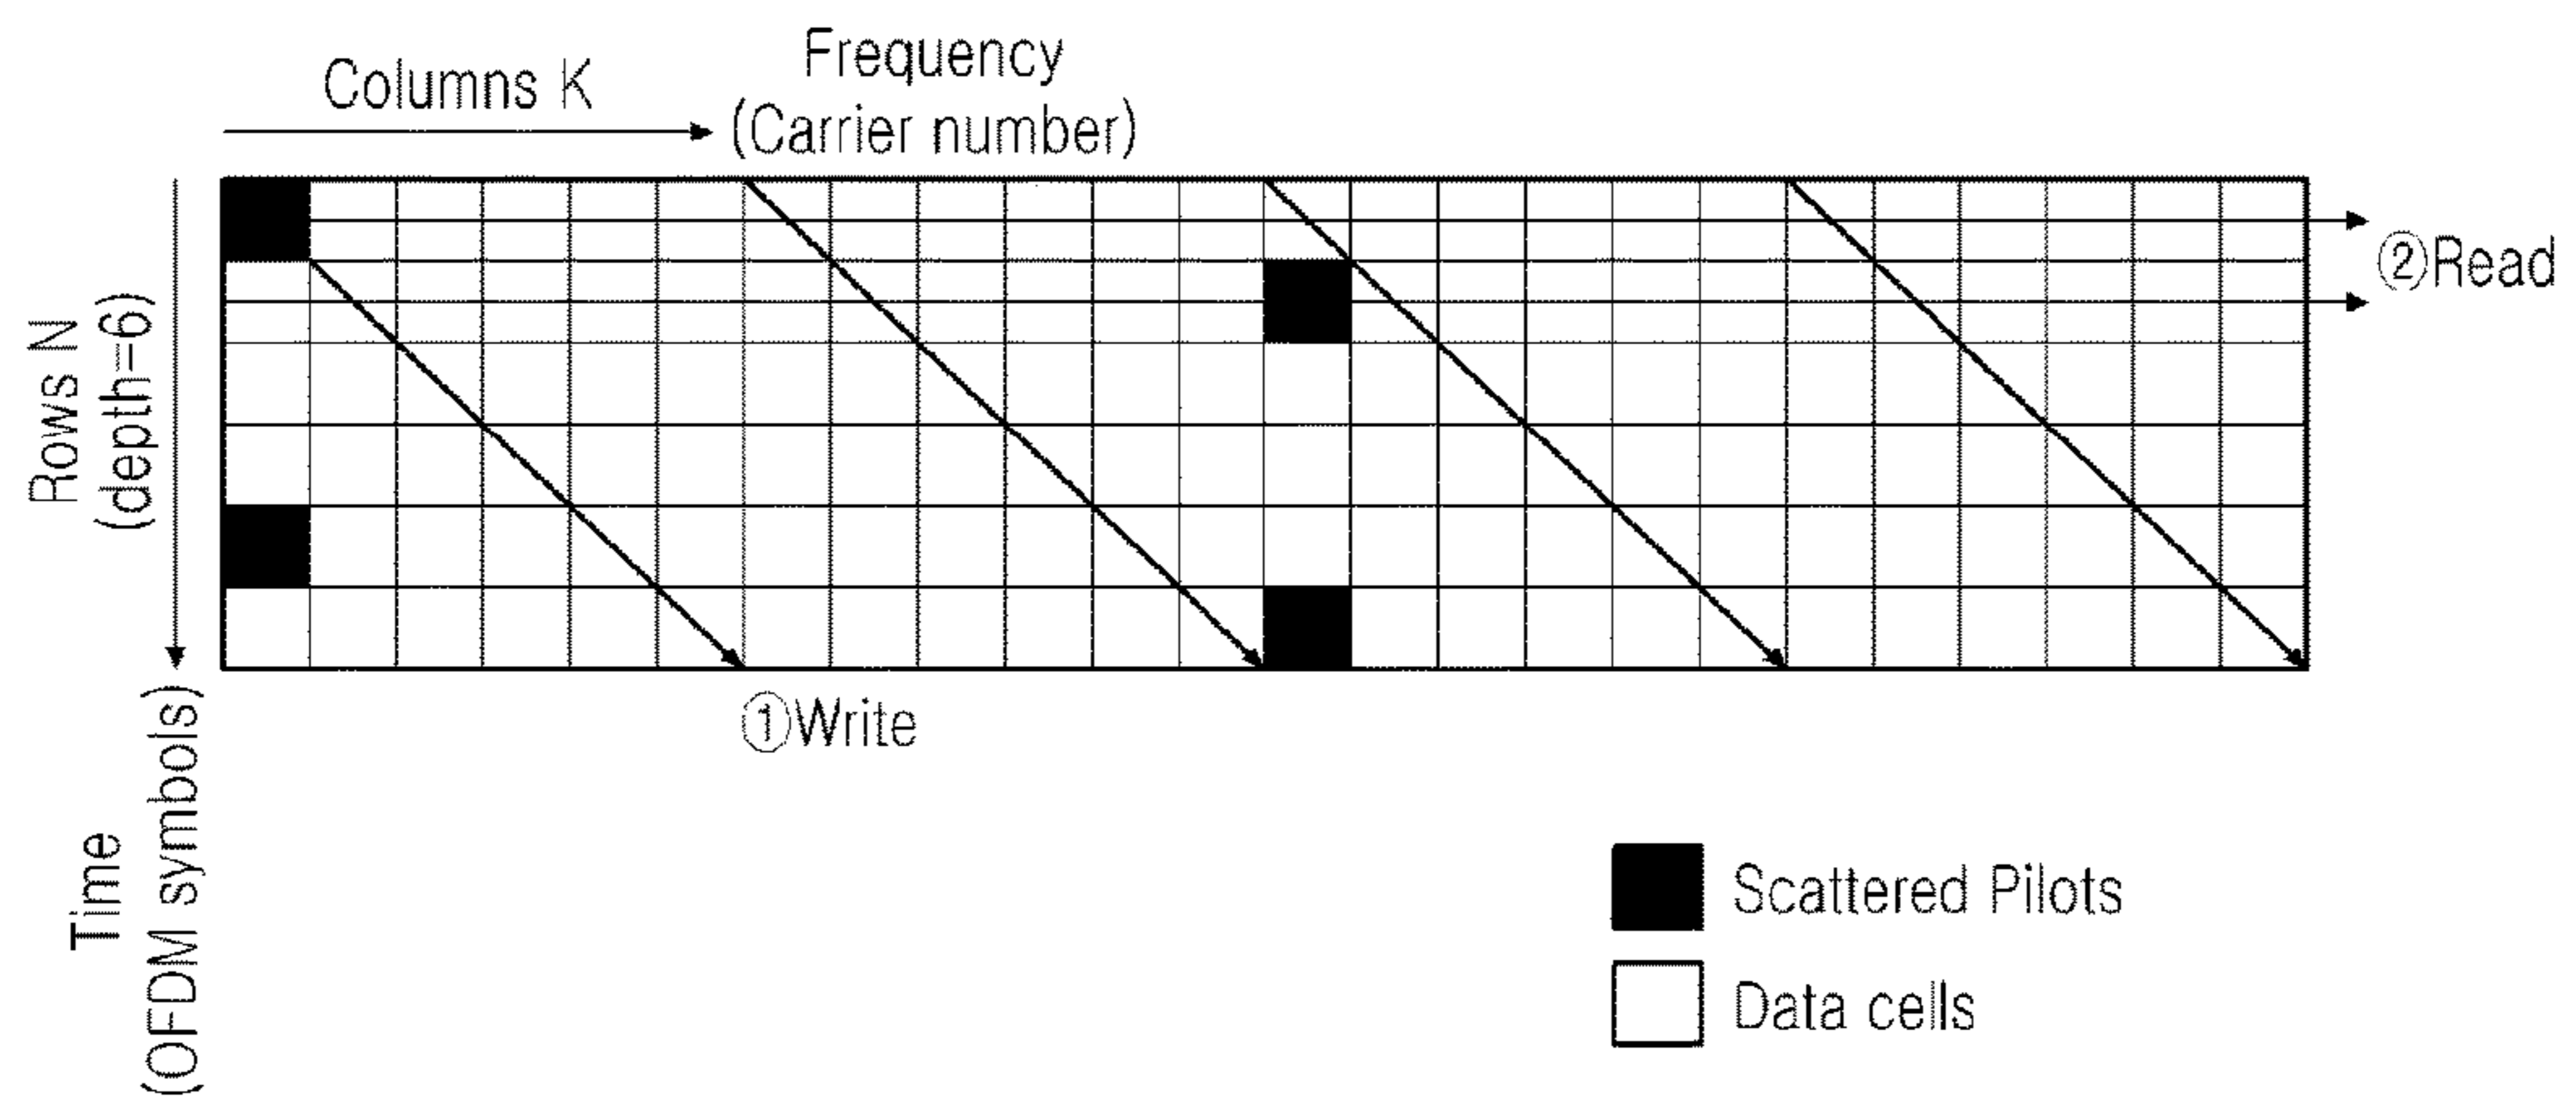 Columns K
Frequency
(Carrier number)
②Read
Rows N
(depth=6)
①Write
Time
(OFDM symbols)
Scattered Pilots
Data cells